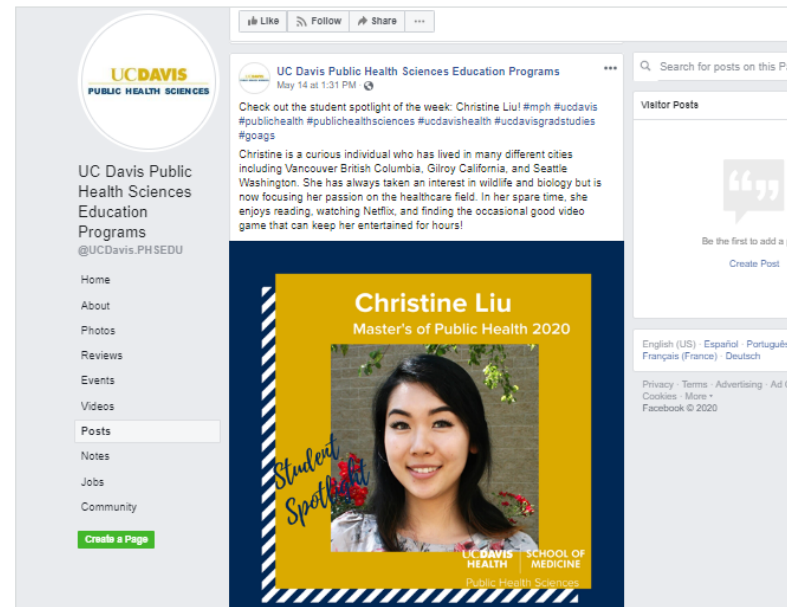 Like Follow Share ...
UCDAVIS
PUBLIC HEALTH SCIENCES
UC Davis Public
Health Sciences
Education
Programs
@UCDavis.PHSEDU
Home
About
Photos
Reviews
Events
Videos
Posts
Notes
Jobs
Community
Create a Page
UC Davis Public Health Sciences Education Programs ...
May 14 at 1:31 PM ·
Check out the student spotlight of the week: Christine Liu! #mph #ucdavis
#publichealth #publichealthsciences #ucdavishealth #ucdavisgradstudies
#goags
Christine is a curious individual who has lived in many different cities
including Vancouver British Columbia, Gilroy California, and Seattle
Washington. She has always taken an interest in wildlife and biology but is
now focusing her passion on the healthcare field. In her spare time, she
enjoys reading, watching Netflix, and finding the occasional good video
game that can keep her entertained for hours!
Christine Liu
Master's of Public Health 2020
Student
Spotlight
UCDAVIS SCHOOL OF
HEALTH MEDICINE
Public Health Sciences
Search for posts on this P
Visitor Posts
Be the first to add a
Create Post
English (US) · Español · Português
Français (France) · Deutsch
Privacy · Terms · Advertising · Ad
Cookies · More
Facebook © 2020